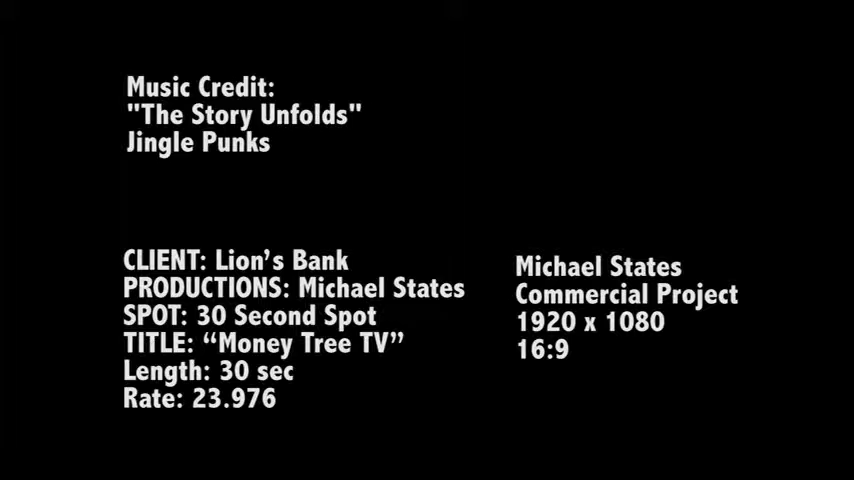 Music Credit:
"The Story Unfolds"
Jingle Punks
CLIENT: Lion’s Bank
PRODUCTIONS: Michael States
SPOT: 30 Second Spot
TITLE: “Money Tree TV”
Length: 30 sec
Rate: 23.976
Michael States
Commercial Project
1920 x 1080
16:9